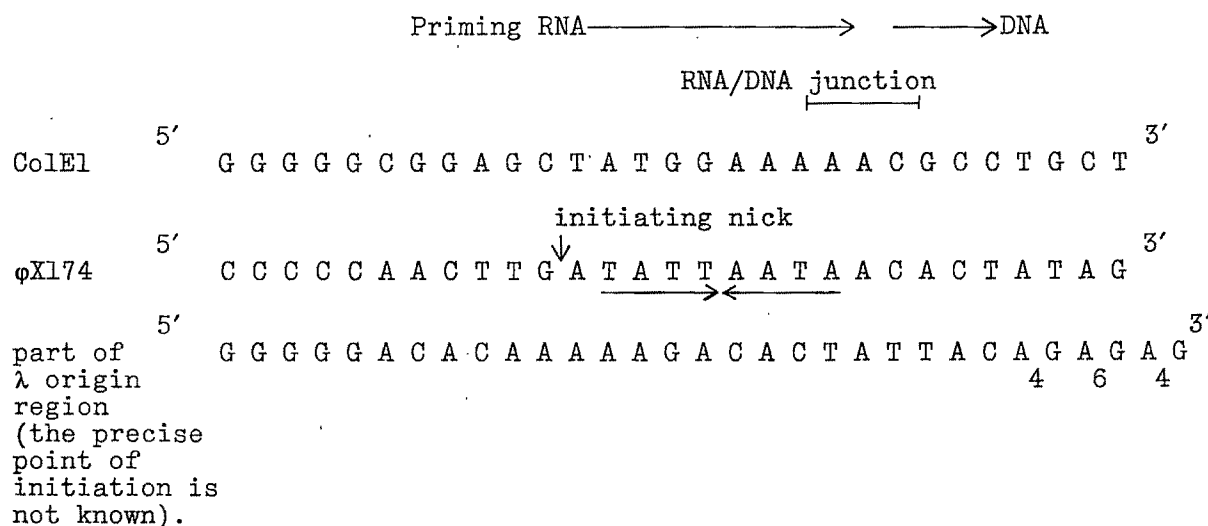 Priming RNA DNA
RNA/DNA junction
ColE1 5′ G G G G G C G G A G C T A T G G A A A A A C G C C T G C T 3′
initiating nick
φX174 5′ C C C C C A A C T T G A T A T T A A T A A C A C T A T A G 3′
5′ G G G G G A C A C A A A A A G A C A C T A T T A C A G A G A G 3′
part of 4 6 4
λ origin
region
(the precise
point of
initiation is
not known).